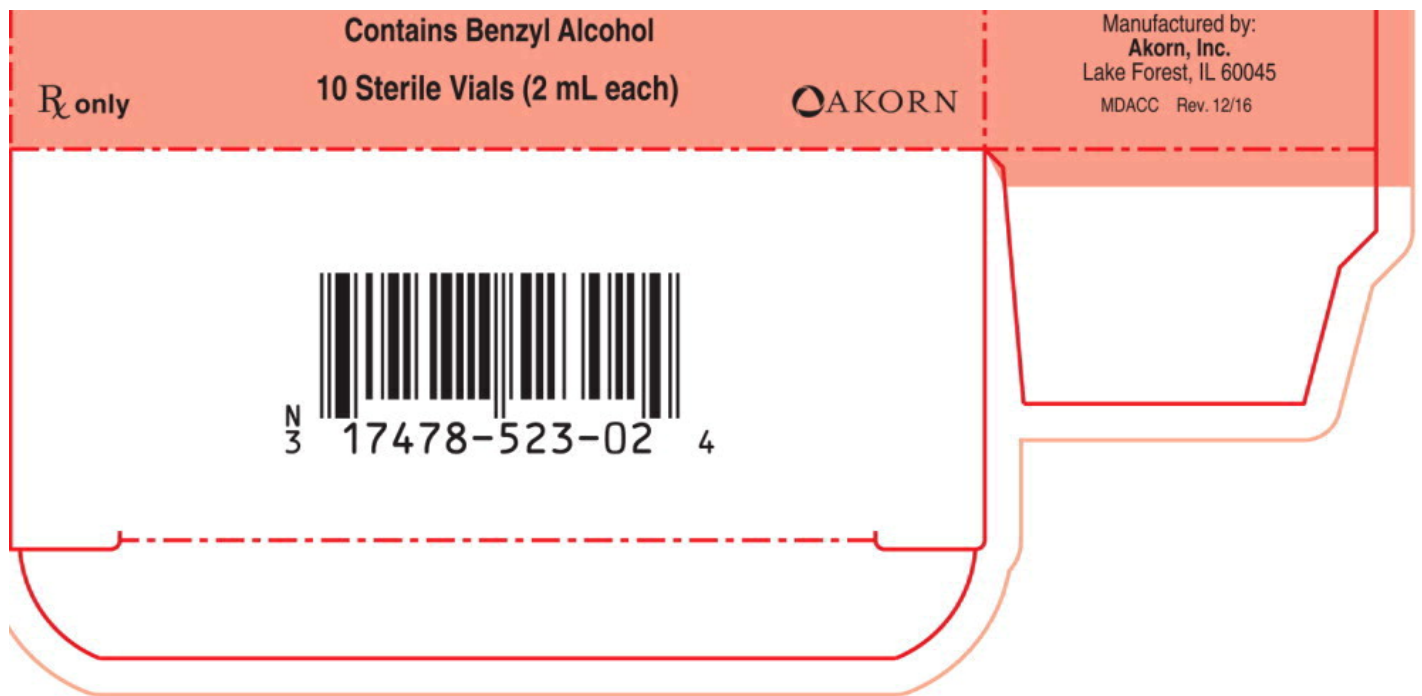 Contains Benzyl Alcohol
10 Sterile Vials (2 mL each)
Rx only
AKORN
Manufactured by:
Akorn, Inc.
Lake Forest, IL 60045
MDACC Rev. 12/16
N
3 17478-523-02 4